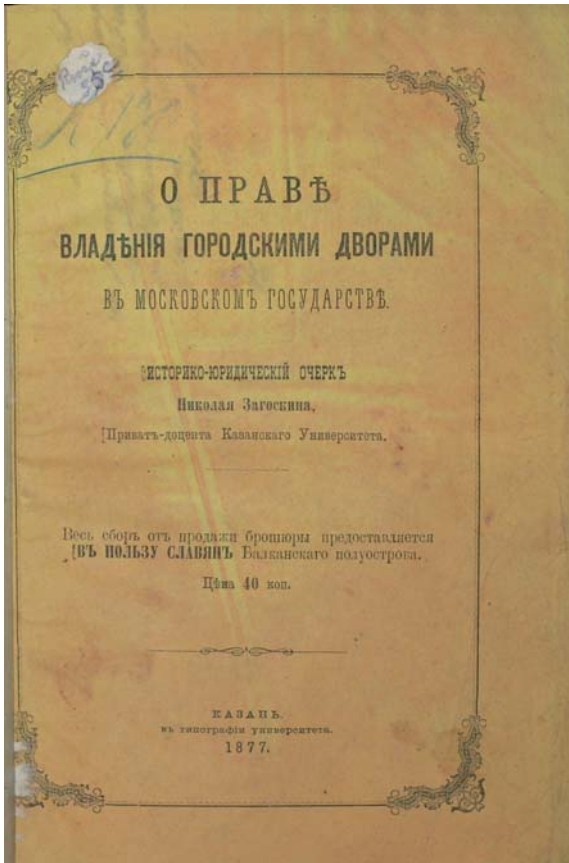 О ПРАВѢ
ВЛАДѢНІЯ ГОРОДСКИМИ ДВОРАМИ
ВЪ МОСКОВСКОМЪ ГОСУДАРСТВѢ.
ИСТОРИКО-ЮРИДИЧЕСКІЙ ОЧЕРКЪ
Николая Загоскина,
Приватъ-доцента Казанскаго Университета.
Весь сборъ отъ продажи брошюры предоставляется
ВЪ ПОЛЬЗУ СЛАВЯНЪ Балканскаго полуострова.
Цѣна 40 коп.
КАЗАНЬ.
въ типографіи университета.
1877.